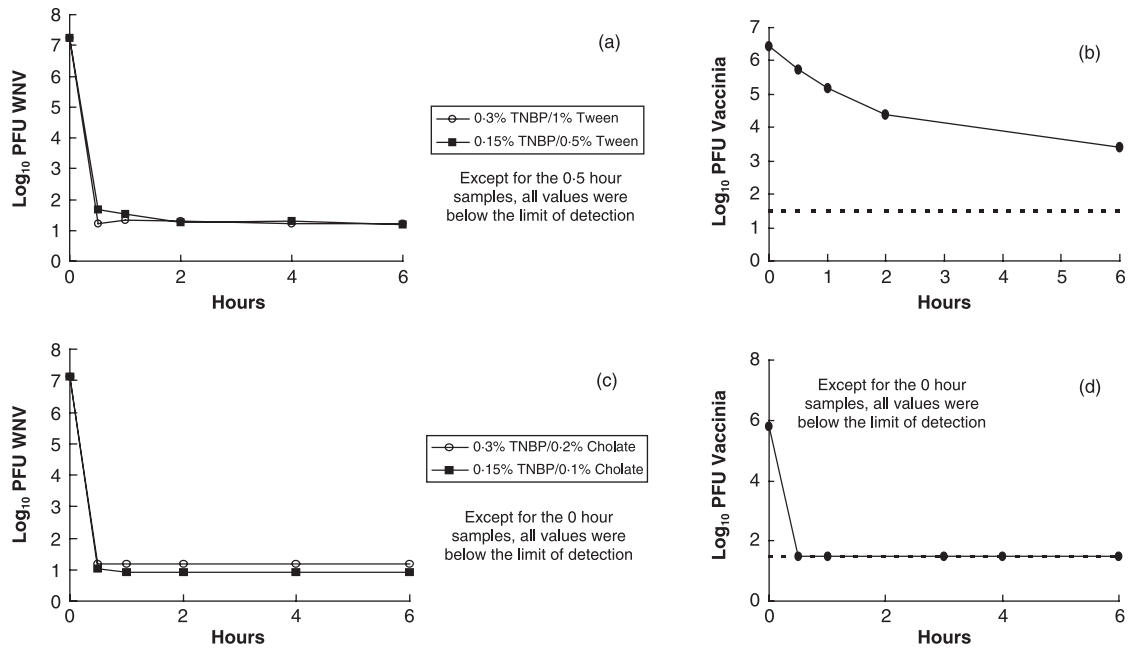 (a)
Log10 PFU WNV
8
7
6
5
4
3
2
1
0
0 2 4 6
Hours
0·3% TNBP/1% Tween
0·15% TNBP/0·5% Tween
Except for the 0·5 hour
samples, all values were
below the limit of detection
(b)
Log10 PFU Vaccinia
7
6
5
4
3
2
1
0
0 1 2 3 4 5 6
Hours
(c)
Log10 PFU WNV
8
7
6
5
4
3
2
1
0
0 2 4 6
Hours
0·3% TNBP/0·2% Cholate
0·15% TNBP/0·1% Cholate
Except for the 0 hour
samples, all values were
below the limit of detection
(d)
Log10 PFU Vaccinia
8
6
4
2
0
0 1 2 3 4 5 6
Hours
Except for the 0 hour
samples, all values were
below the limit of detection